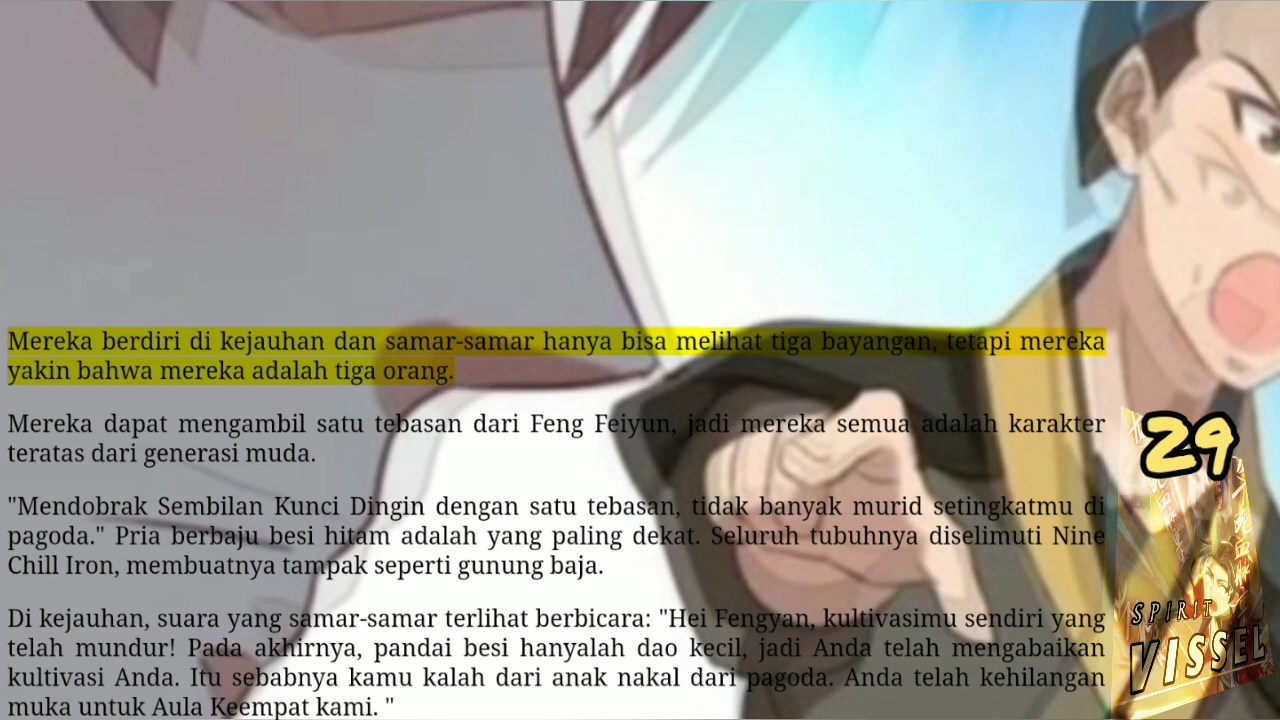 Mereka berdiri di kejauhan dan samar-samar hanya bisa melihat tiga bayangan, tetapi mereka
yakin bahwa mereka adalah tiga orang.
Mereka dapat mengambil satu tebasan dari Feng Feiyun, jadi mereka semua adalah karakter
teratas dari generasi muda.
"Mendobrak Sembilan Kunci Dingin dengan satu tebasan, tidak banyak murid setingkatmu di
pagoda." Pria berbaju besi hitam adalah yang paling dekat. Seluruh tubuhnya diselimuti Nine
Chill Iron, membuatnya tampak seperti gunung baja.
Di kejauhan, suara yang samar-samar terlihat berbicara: "Hei Fengyan, kultivasimu sendiri yang
telah mundur! Pada akhirnya, pandai besi hanyalah dao kecil, jadi Anda telah mengabaikan
kultivasi Anda. Itu sebabnya kamu kalah dari anak nakal dari pagoda. Anda telah kehilangan
muka untuk Aula Keempat kami. "
29
SPIRIT
VISSEL